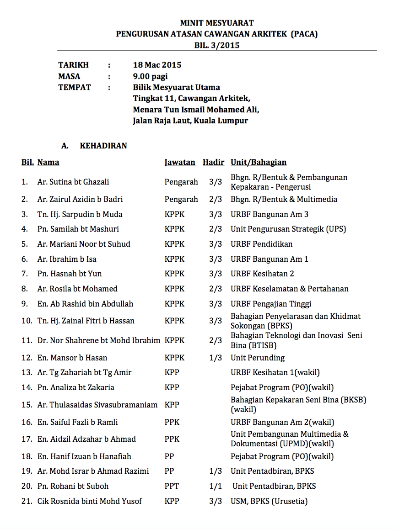 MINIT MESYUARAT
PENGURUSAN ATASAN CAWANGAN ARKITEK (PACA)
BIL. 3/2015
TARIKH : 18 Mac 2015
MASA : 9.00 pagi
TEMPAT : Bilik Mesyuarat Utama
Tingkat 11, Cawangan Arkitek,
Menara Tun Ismail Mohamed Ali,
Jalan Raja Laut, Kuala Lumpur
A. KEHADIRAN
Bil. Nama Jawatan Hadir Unit/Bahagian
1. Ar. Sutina bt Ghazali Pengarah 3/3 Bhgn. R/Bentuk & Pembangunan
Kepakaran - Pengerusi
2. Ar. Zairul Azidin b Badri Pengarah 2/3 Bhgn. R/Bentuk & Multimedia
3. Tn. Hj. Sarpudin b Muda KPPK 3/3 URBF Bangunan Am 3
4. Pn. Samilah bt Mashuri KPPK 2/3 Unit Pengurusan Strategik (UPS)
5. Ar. Mariani Noor bt Suhud KPPK 3/3 URBF Pendidikan
6. Ar. Ibrahim b Isa KPPK 3/3 URBF Bangunan Am 1
7. Pn. Hasnah bt Yun KPPK 3/3 URBF Kesihatan 2
8. Ar. Rosila bt Mohamed KPPK 2/3 URBF Keselamatan & Pertahanan
9. En. Ab Rashid bin Abdullah KPPK 3/3 URBF Pengajian Tinggi
10. Tn. Hj. Zainal Fitri b Hassan KPPK 3/3 Bahagian Penyelarasan dan Khidmat
Sokongan (BPKS)
11. Dr. Nor Shahrene bt Mohd Ibrahim KPPK 2/3 Bahagian Teknologi dan Inovasi Seni
Bina (BTISB)
12. En. Mansor b Hasan KPPK 1/3 Unit Perunding
13. Ar. Tg Zahariah bt Tg Amir KPP URBF Kesihatan 1(wakil)
14. Pn. Analiza bt Zakaria KPP Pejabat Program (PO)(wakil)
15. Ar. Thulasaidas Sivasubramaniam KPP Bahagian Kepakaran Seni Bina (BKSB)
(wakil)
16. En. Saiful Fazli b Ramli PPK URBF Bangunan Am 2(wakil)
17. En. Aidzil Adzahar b Ahmad PPK Unit Pembangunan Multimedia &
Dokumentasi (UPMD)(wakil)
18. En. Hanif Izuan b Hanafiah PP Pejabat Program (PO)(wakil)
19. Ar. Mohd Israr b Ahmad Razimi PP 1/3 Unit Pentadbiran, BPKS
20. Pn. Rohani bt Suboh PPT 1/1 Unit Pentadbiran, BPKS
21. Cik Rosnida binti Mohd Yusof KPP 3/3 USM, BPKS (Urusetia)